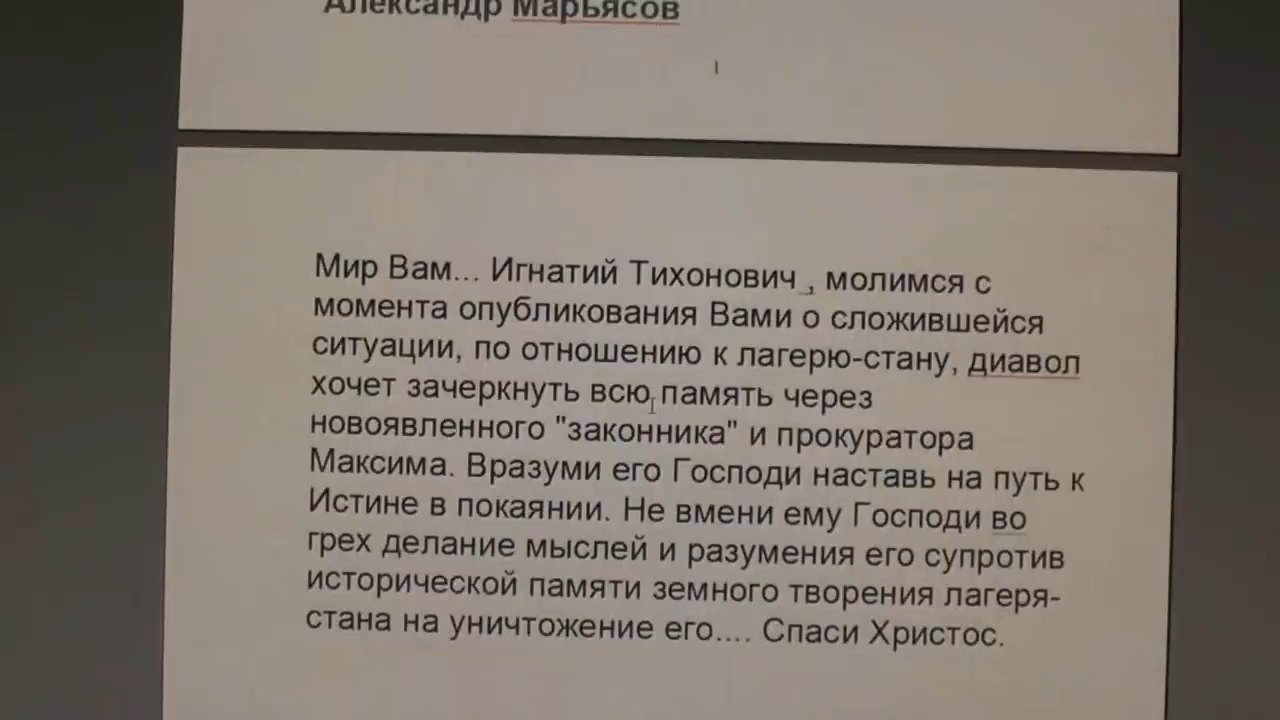 Александр Марьясов
Мир Вам... Игнатий Тихонович , молимся с
момента опубликования Вами о сложившейся
ситуации, по отношению к лагерю-стану, диавол
хочет зачеркнуть всю память через
новоявленного "законника" и прокуратора
Максима. Вразуми его Господи наставь на путь к
Истине в покаянии. Не вмени ему Господи во
грех делание мыслей и разумения его супротив
исторической памяти земного творения лагеря-
стана на уничтожение его.... Спаси Христос.